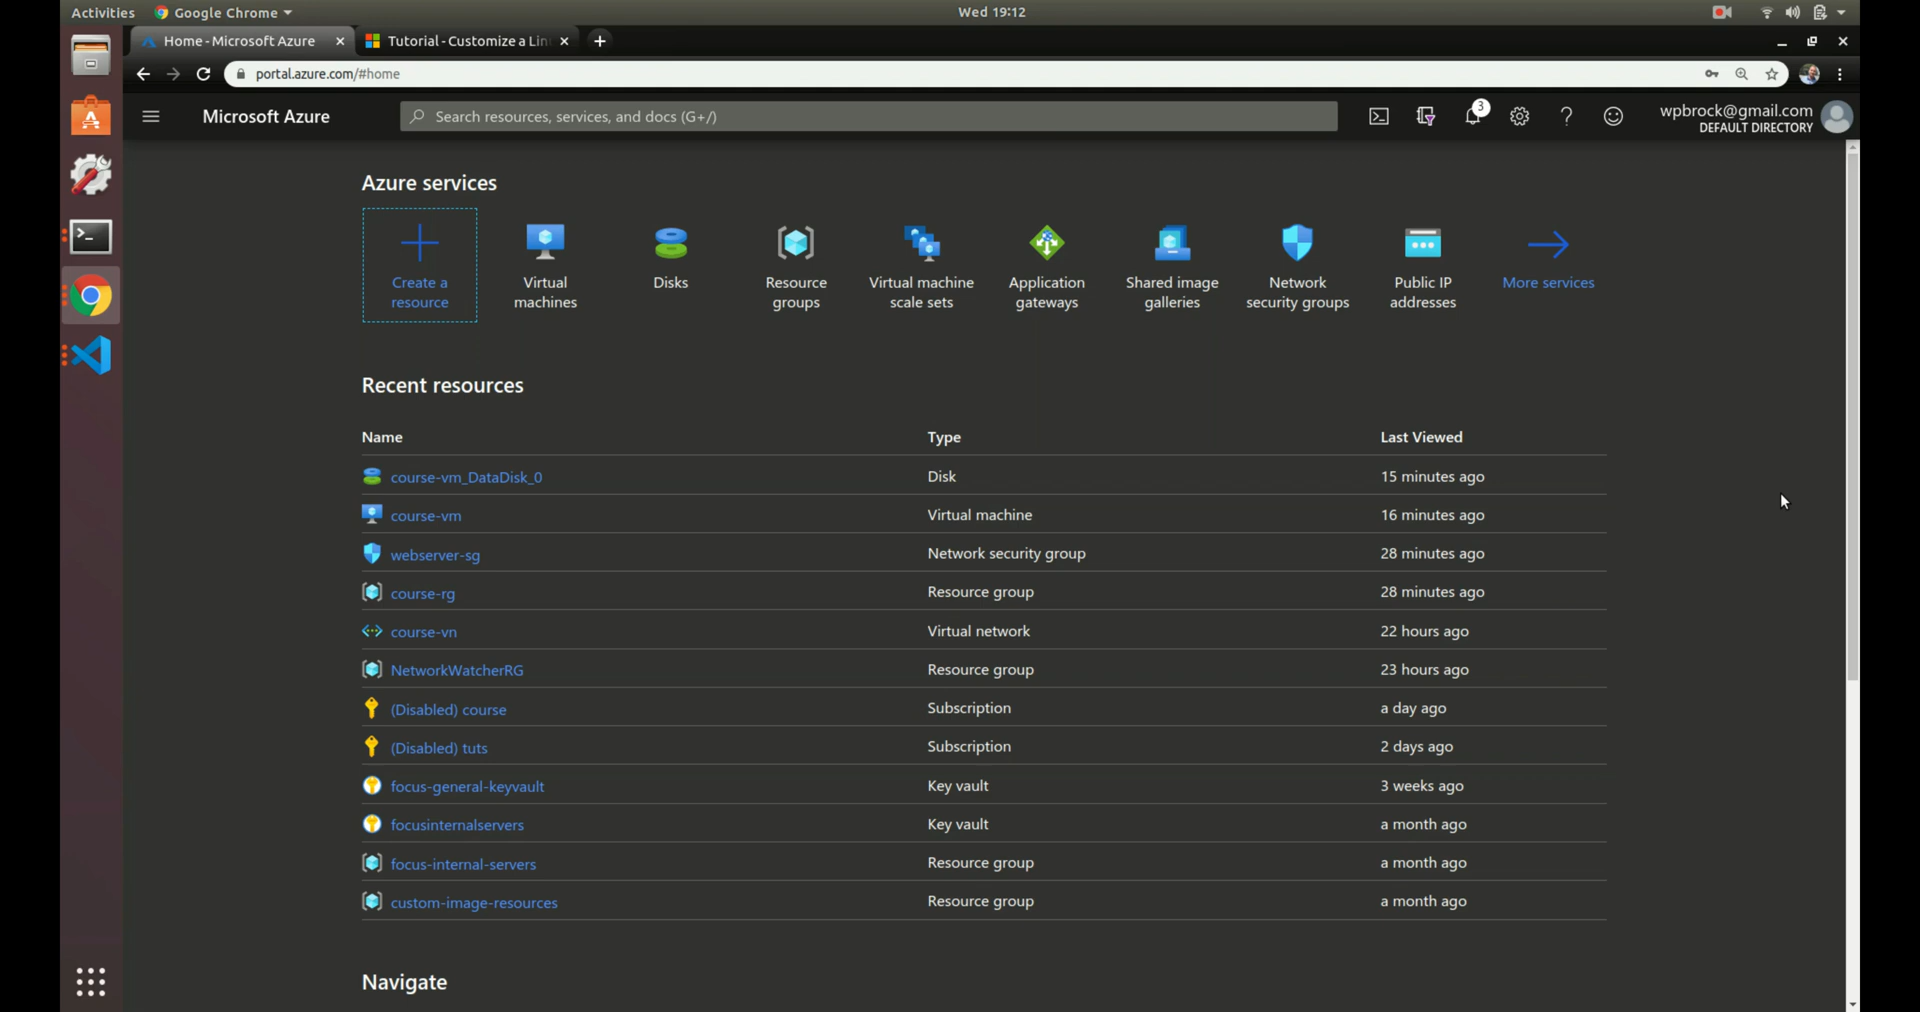 Activities
Google Chrome
Wed 19:12
Home - Microsoft Azure
Tutorial - Customize a Lin
portal.azure.com/#home
Microsoft Azure
Search resources, services, and docs (G+/)
3
wpbrock@gmail.com
DEFAULT DIRECTORY
Azure services
Create a resource
Virtual machines
Disks
Resource groups
Virtual machine scale sets
Application gateways
Shared image galleries
Network security groups
Public IP addresses
More services
Recent resources
Name Type Last Viewed
course-vm_DataDisk_0 Disk 15 minutes ago
course-vm Virtual machine 16 minutes ago
webserver-sg Network security group 28 minutes ago
course-rg Resource group 28 minutes ago
course-vn Virtual network 22 hours ago
NetworkWatcherRG Resource group 23 hours ago
(Disabled) course Subscription a day ago
(Disabled) tuts Subscription 2 days ago
focus-general-keyvault Key vault 3 weeks ago
focusinternalservers Key vault a month ago
focus-internal-servers Resource group a month ago
custom-image-resources Resource group a month ago
Navigate